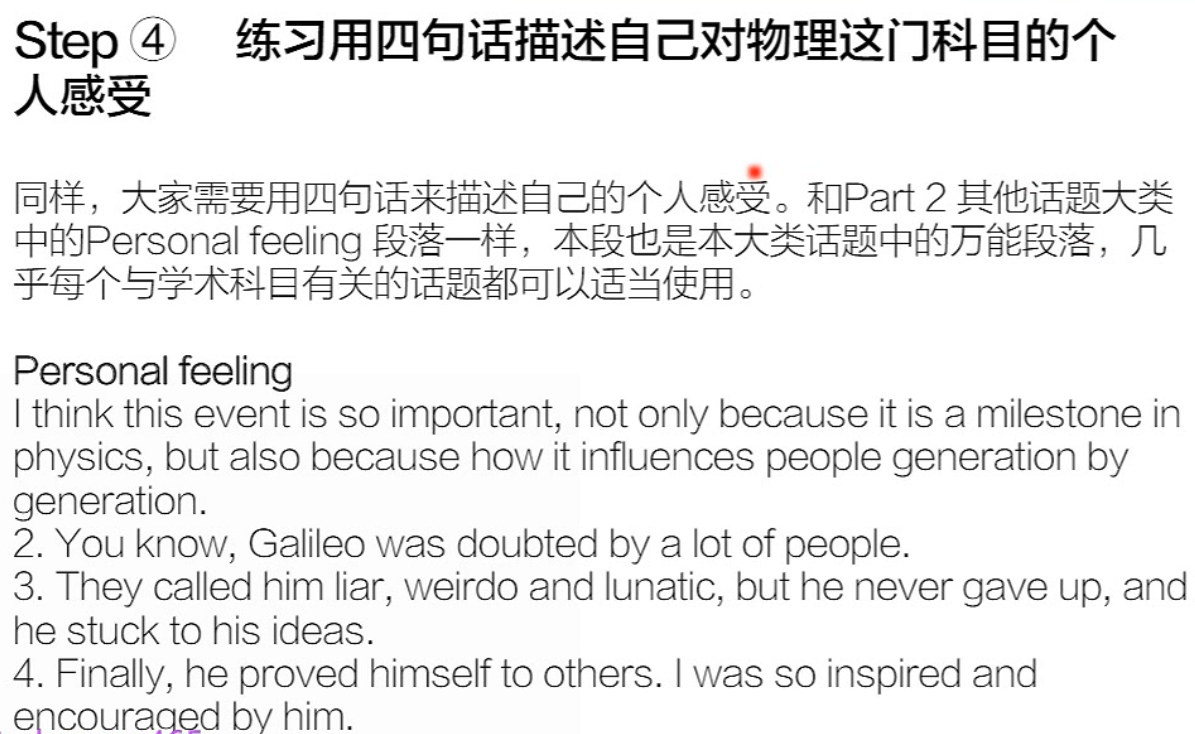 Step ④ 练习用四句话描述自己对物理这门科目的个
人感受
同样，大家需要用四句话来描述自己的个人感受。和Part 2 其他话题大类
中的Personal feeling 段落一样，本段也是本大类话题中的万能段落，几
乎每个与学术科目有关的话题都可以适当使用。
Personal feeling
I think this event is so important, not only because it is a milestone in
physics, but also because how it influences people generation by
generation.
2. You know, Galileo was doubted by a lot of people.
3. They called him liar, weirdo and lunatic, but he never gave up, and
he stuck to his ideas.
4. Finally, he proved himself to others. I was so inspired and
encouraged by him.